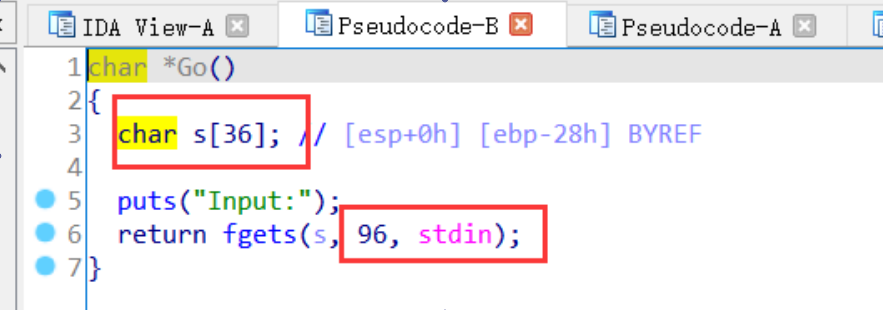 IDA View-A Pseudocode-B Pseudocode-A
1 char *Go()
2 {
3 char s[36]; // [esp+0h] [ebp-28h] BYREF
4
5 puts("Input:");
6 return fgets(s, 96, stdin);
7 }